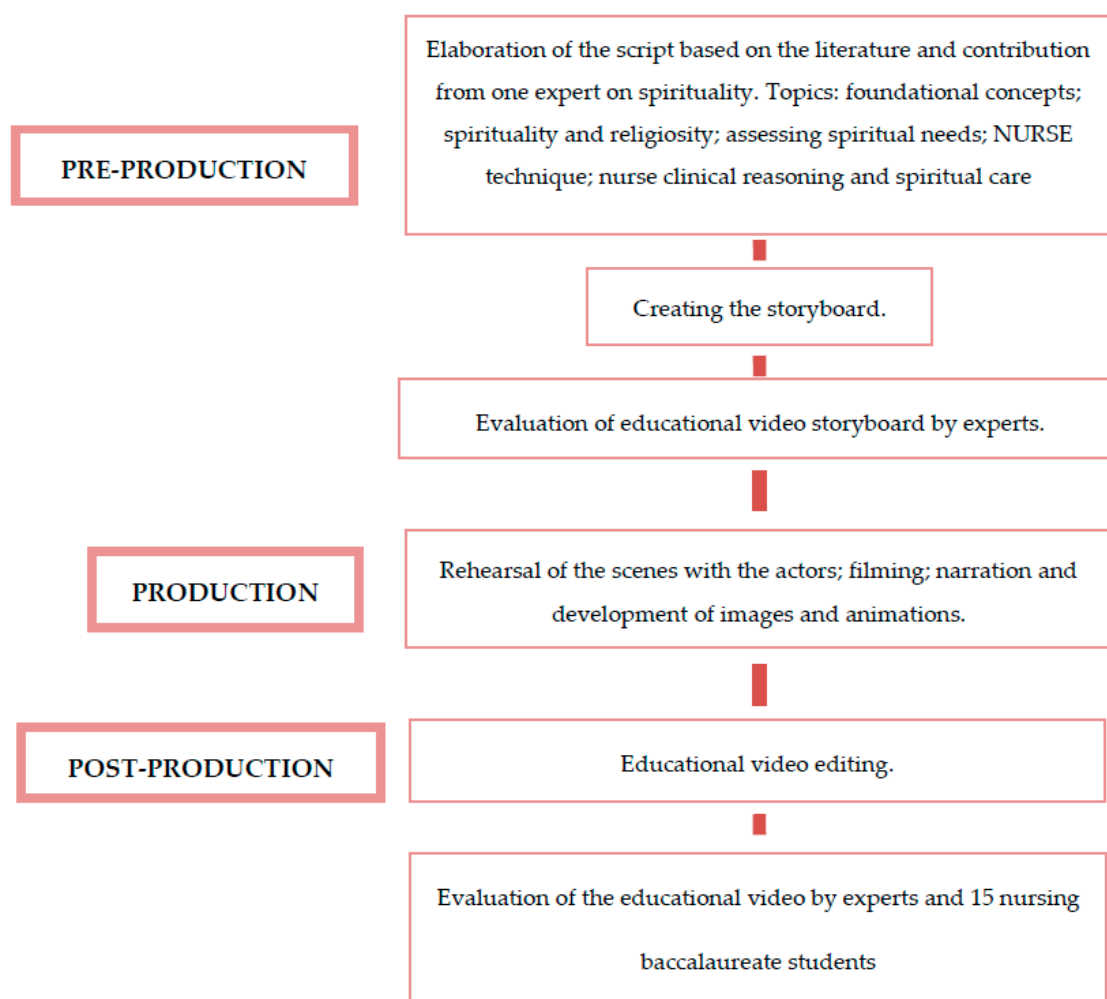 Elaboration of the script based on the literature and contribution
from one expert on spirituality. Topics: foundational concepts;
spirituality and religiosity; assessing spiritual needs; NURSE
technique; nurse clinical reasoning and spiritual care
PRE-PRODUCTION
Creating the storyboard.
Evaluation of educational video storyboard by experts.
PRODUCTION
Rehearsal of the scenes with the actors; filming; narration and
development of images and animations.
POST-PRODUCTION
Educational video editing.
Evaluation of the educational video by experts and 15 nursing
baccalaureate students